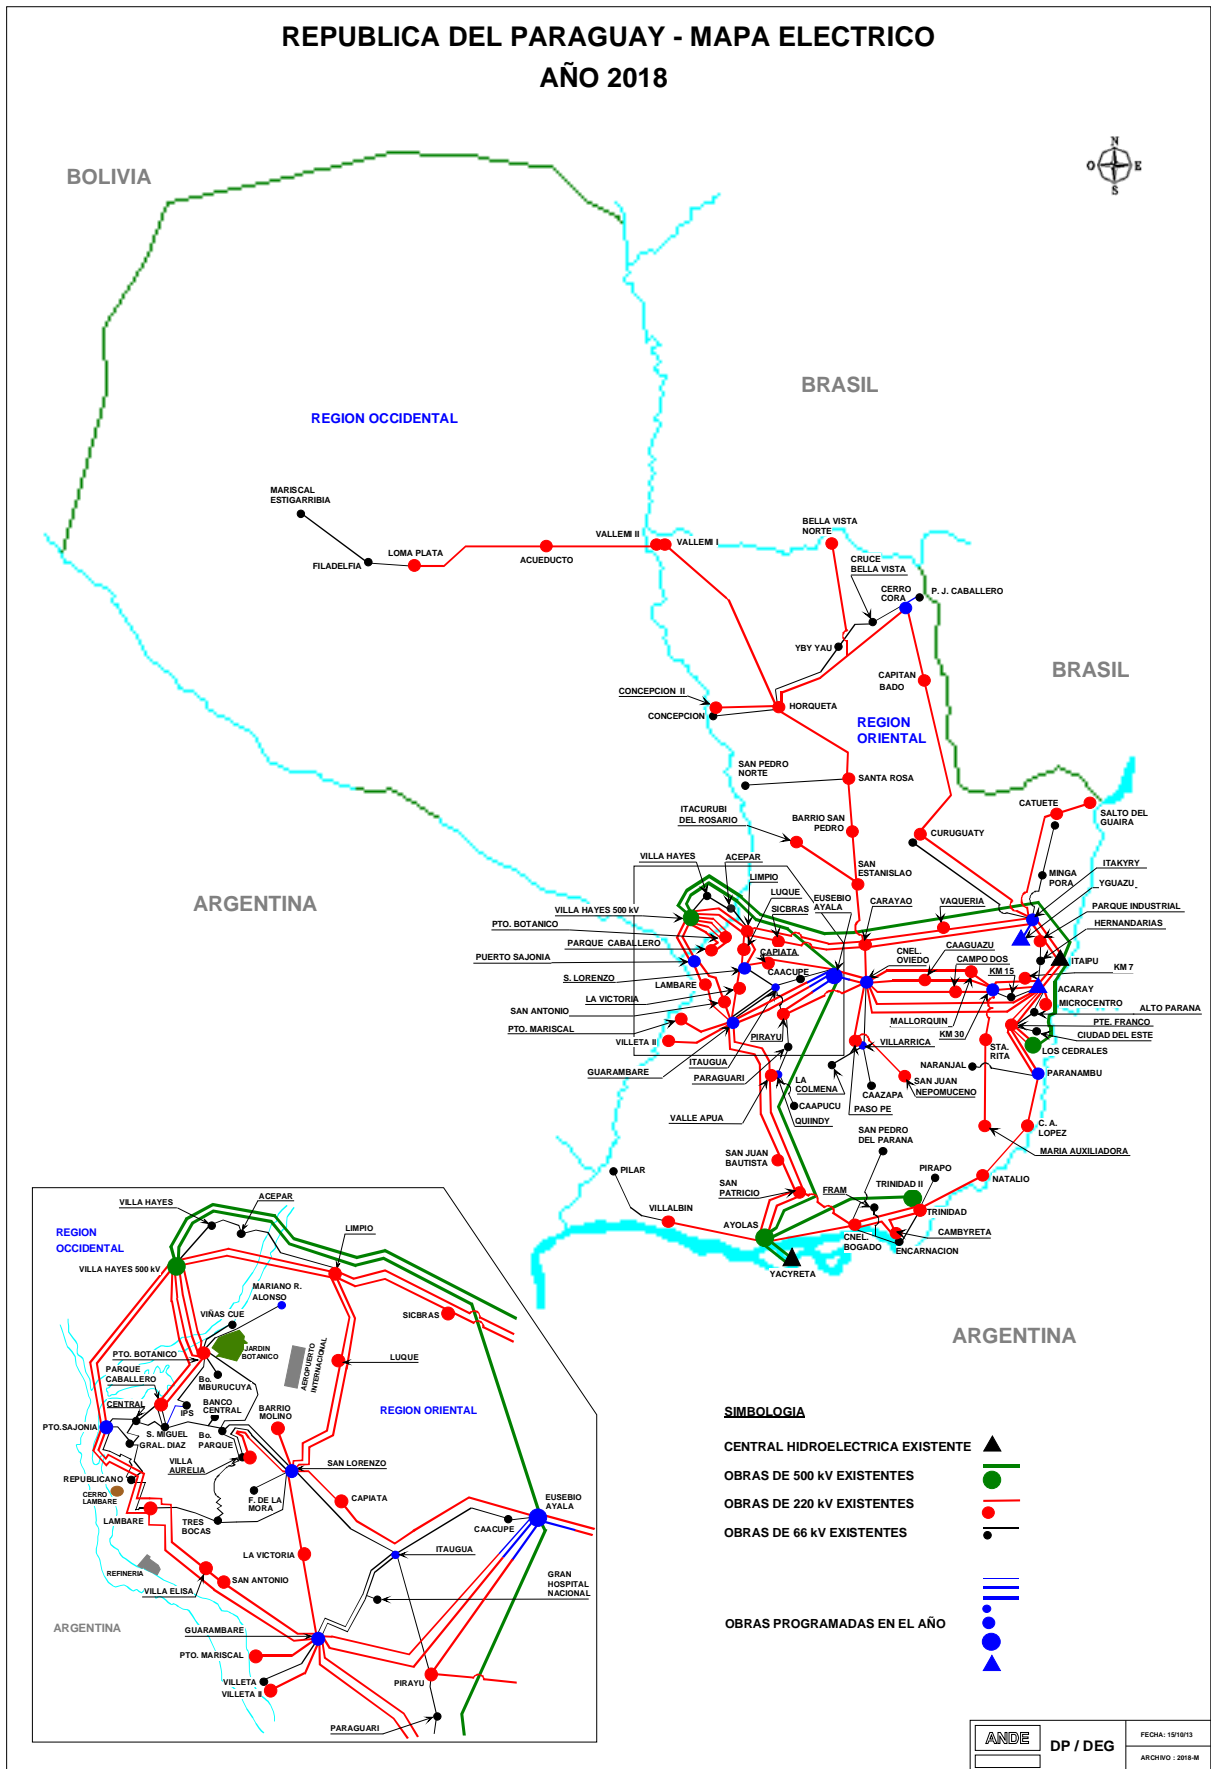 REPUBLICA DEL PARAGUAY - MAPA ELECTRICO
AÑO 2018
N
O
E
S
BOLIVIA
BRASIL
REGION OCCIDENTAL
MARISCAL
ESTIGARRIBIA
FILADELFIA
LOMA PLATA
ACUEDUCTO
VALLEMI II
VALLEMI I
BELLA VISTA
NORTE
CRUCE
BELLA VISTA
CERRO
CORA
P. J. CABALLERO
YBY YAU
BRASIL
CAPITAN
BADO
CONCEPCION II
CONCEPCION
HORQUETA
REGION
ORIENTAL
SAN PEDRO
NORTE
SANTA ROSA
ITACURUBI
DEL ROSARIO
BARRIO SAN
PEDRO
CURUGUATY
CATUETE
SALTO DEL
GUAIRA
VILLA HAYES
ACEPAR
LIMPIO
LUQUE
SICBRAS
EUSEBIO
AYALA
SAN
ESTANISLAO
CARAYAO
VAQUERIA
MINGA
PORA
ITAKYRY
YGUAZU
PARQUE INDUSTRIAL
HERNANDARIAS
ARGENTINA
VILLA HAYES 500 kV
PTO. BOTANICO
PARQUE CABALLERO
PUERTO SAJONIA
S. LORENZO
LAMBARE
LA VICTORIA
SAN ANTONIO
PTO. MARISCAL
VILLETA II
GUARAMBARE
CAPIATA
CAACUPE
CNEL.
OVIEDO
CAAGUAZU
CAMPO DOS
KM 15
ITAIPU
KM 7
ACARAY
MICROCENTRO
ALTO PARANA
PTE. FRANCO
CIUDAD DEL ESTE
LOS CEDRALES
MALLORQUIN
KM 30
STA.
RITA
NARANJAL
PARANAMBU
PIRAYU
ITAUGUA
PARAGUARI
VALLE APUA
LA
COLMENA
CAAPUCU
QUIINDY
VILLARRICA
CAAZAPA
PASO PE
SAN JUAN
NEPOMUCENO
C. A.
LOPEZ
MARIA AUXILIADORA
SAN PEDRO
DEL PARANA
SAN JUAN
BAUTISTA
SAN
PATRICIO
PILAR
VILLALBIN
AYOLAS
YACYRETA
FRAM
TRINIDAD II
PIRAPO
NATALIO
TRINIDAD
CAMBYRETA
CNEL.
BOGADO
ENCARNACION
ARGENTINA
REGION
OCCIDENTAL
VILLA HAYES
ACEPAR
LIMPIO
VILLA HAYES 500 kV
MARIANO R.
ALONSO
VIÑAS CUE
SICBRAS
JARDIN
BOTANICO
AEROPUERTO
INTERNACIONAL
PTO. BOTANICO
PARQUE
CABALLERO
Bo.
MBURUCUYA
LUQUE
CENTRAL
IPS
BANCO
CENTRAL
BARRIO
MOLINO
REGION ORIENTAL
PTO.SAJONIA
S. MIGUEL
GRAL. DIAZ
Bo.
PARQUE
REPUBLICANO
VILLA
AURELIA
SAN LORENZO
CERRO
LAMBARE
LAMBARE
TRES
BOCAS
F. DE LA
MORA
CAPIATA
EUSEBIO
AYALA
CAACUPE
ITAUGUA
LA VICTORIA
REFINERIA
VILLA ELISA
SAN ANTONIO
GRAN
HOSPITAL
NACIONAL
ARGENTINA
GUARAMBARE
PTO. MARISCAL
VILLETA
VILLETA II
PIRAYU
PARAGUARI
SIMBOLOGIA
CENTRAL HIDROELECTRICA EXISTENTE
OBRAS DE 500 kV EXISTENTES
OBRAS DE 220 kV EXISTENTES
OBRAS DE 66 kV EXISTENTES
OBRAS PROGRAMADAS EN EL AÑO
ANDE
DP / DEG
FECHA: 15/10/13
ARCHIVO : 2018-M